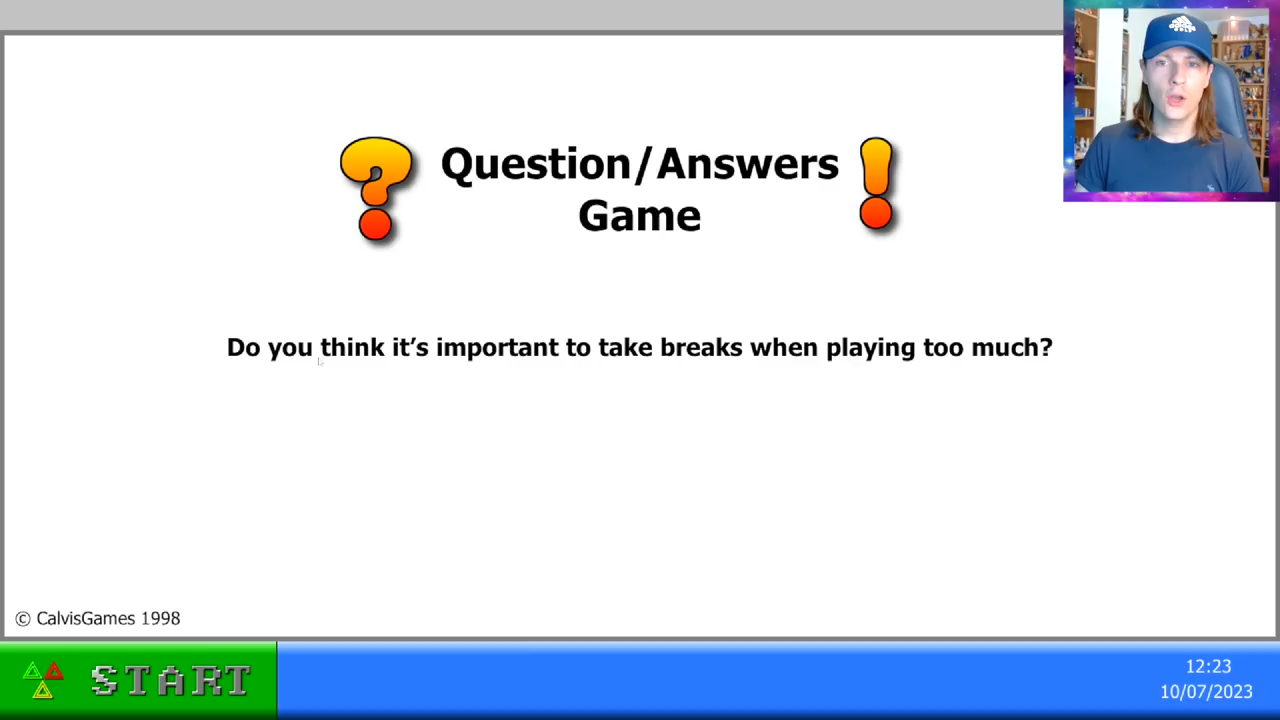 Question/Answers
Game
Do you think it’s important to take breaks when playing too much?
© CalvisGames 1998
START
12:23
10/07/2023